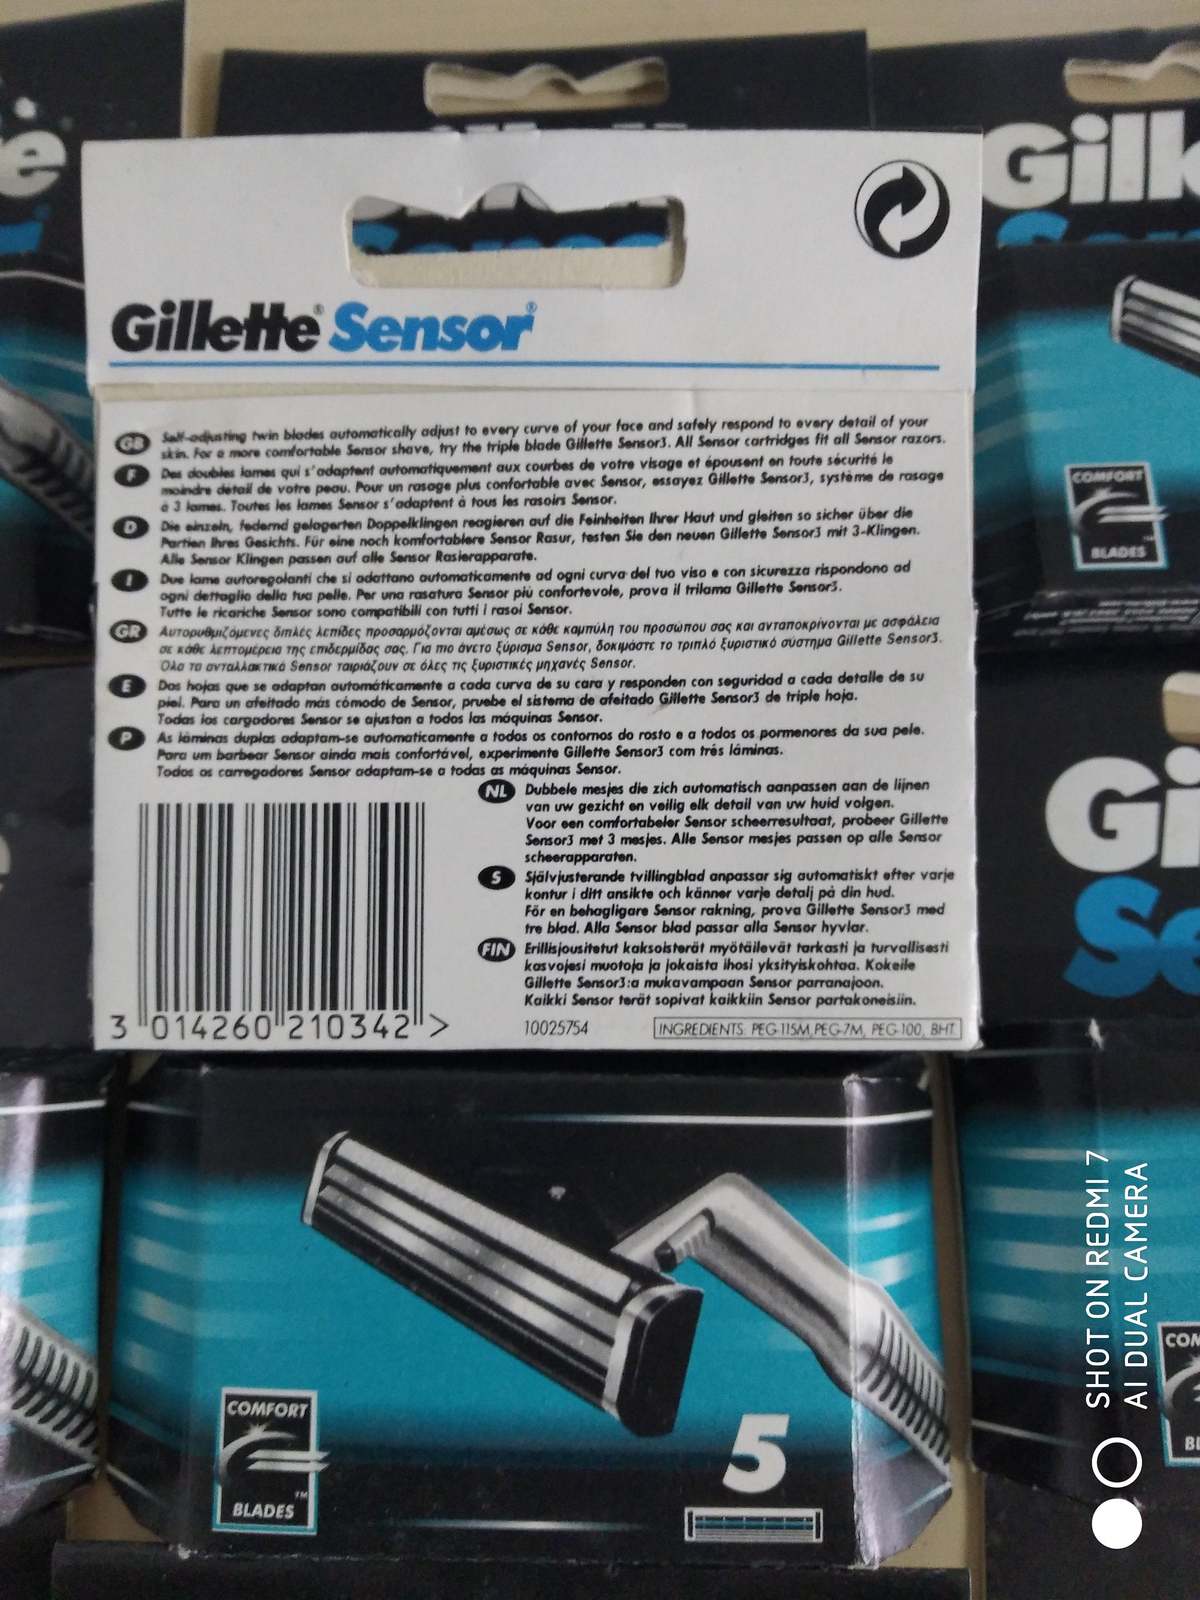 Gillette® Sensor®
GB Self-adjusting twin blades automatically adjust to every curve of your face and safely respond to every detail of your
skin. For a more comfortable Sensor shave, try the triple blade Gillette Sensor3. All Sensor cartridges fit all Sensor razors.
F Des doubles lames qui s'adaptent automatiquement aux courbes de votre visage et épousent en toute sécurité le
moindre détail de votre peau. Pour un rasage plus confortable avec Sensor, essayez Gillette Sensor3, système de rasage
à 3 lames. Toutes les lames Sensor s'adaptent à tous les rasoirs Sensor.
D Die einzeln, federnd gelagerten Doppelklingen reagieren auf die Feinheiten Ihrer Haut und gleiten so sicher über die
Partien Ihres Gesichts. Für eine noch komfortablere Sensor Rasur, testen Sie den neuen Gillette Sensor3 mit 3-Klingen.
Alle Sensor Klingen passen auf alle Sensor Rasierapparate.
I Due lame autoregolanti che si adattano automaticamente ad ogni curva del tuo viso e con sicurezza rispondono ad
ogni dettaglio della tua pelle. Per una rasatura Sensor più confortevole, prova il trilama Gillette Sensor3.
Tutte le ricariche Sensor sono compatibili con tutti i rasoi Sensor.
GR Αυτορυθμιζόμενες διπλές λεπίδες προσαρμόζονται αμέσως σε κάθε καμπύλη του προσώπου σας και ανταποκρίνονται με ασφάλεια
σε κάθε λεπτομέρεια της επιδερμίδας σας. Για πιο άνετο ξύρισμα Sensor, δοκιμάστε το τριπλό ξυριστικό σύστημα Gillette Sensor3.
Όλα τα ανταλλακτικά Sensor ταιριάζουν σε όλες τις ξυριστικές μηχανές Sensor.
E Dos hojas que se adaptan automáticamente a cada curva de su cara y responden con seguridad a cada detalle de su
piel. Para un afeitado más cómodo de Sensor, pruebe el sistema de afeitado Gillette Sensor3 de triple hoja.
Todas los cargadores Sensor se ajustan a todos las máquinas Sensor.
P As lâminas duplas adaptam-se automaticamente a todos os contornos do rosto e a todos os pormenores da sua pele.
Para um barbear Sensor ainda mais confortável, experimente Gillette Sensor3 com três lâminas.
Todos os carregadores Sensor adaptam-se a todas as máquinas Sensor.
NL Dubbele mesjes die zich automatisch aanpassen aan de lijnen
van uw gezicht en veilig elk detail van uw huid volgen.
Voor een comfortabeler Sensor scheerresultaat, probeer Gillette
Sensor3 met 3 mesjes. Alle Sensor mesjes passen op alle Sensor
scheerapparaten.
S Självjusterande tvillingblad anpassar sig automatiskt efter varje
kontur i ditt ansikte och känner varje detalj på din hud.
För en behagligare Sensor rakning, prova Gillette Sensor3 med
tre blad. Alla Sensor blad passar alla Sensor hyvlar.
FIN Erillisjousitetut kaksoisterät myötäilevät tarkasti ja turvallisesti
kasvojesi muotoja ja jokaista ihosi yksityiskohtaa. Kokeile
Gillette Sensor3:a mukavampaan Sensor parranajoon.
Kaikki Sensor terät sopivat kaikkiin Sensor partakoneisiin.
3 014260 210342 >
10025754
INGREDIENTS: PEG-115M, PEG-7M, PEG-100, BHT.
COMFORT
BLADES™
5
COMFORT
BLADES™
SHOT ON REDMI 7
AI DUAL CAMERA